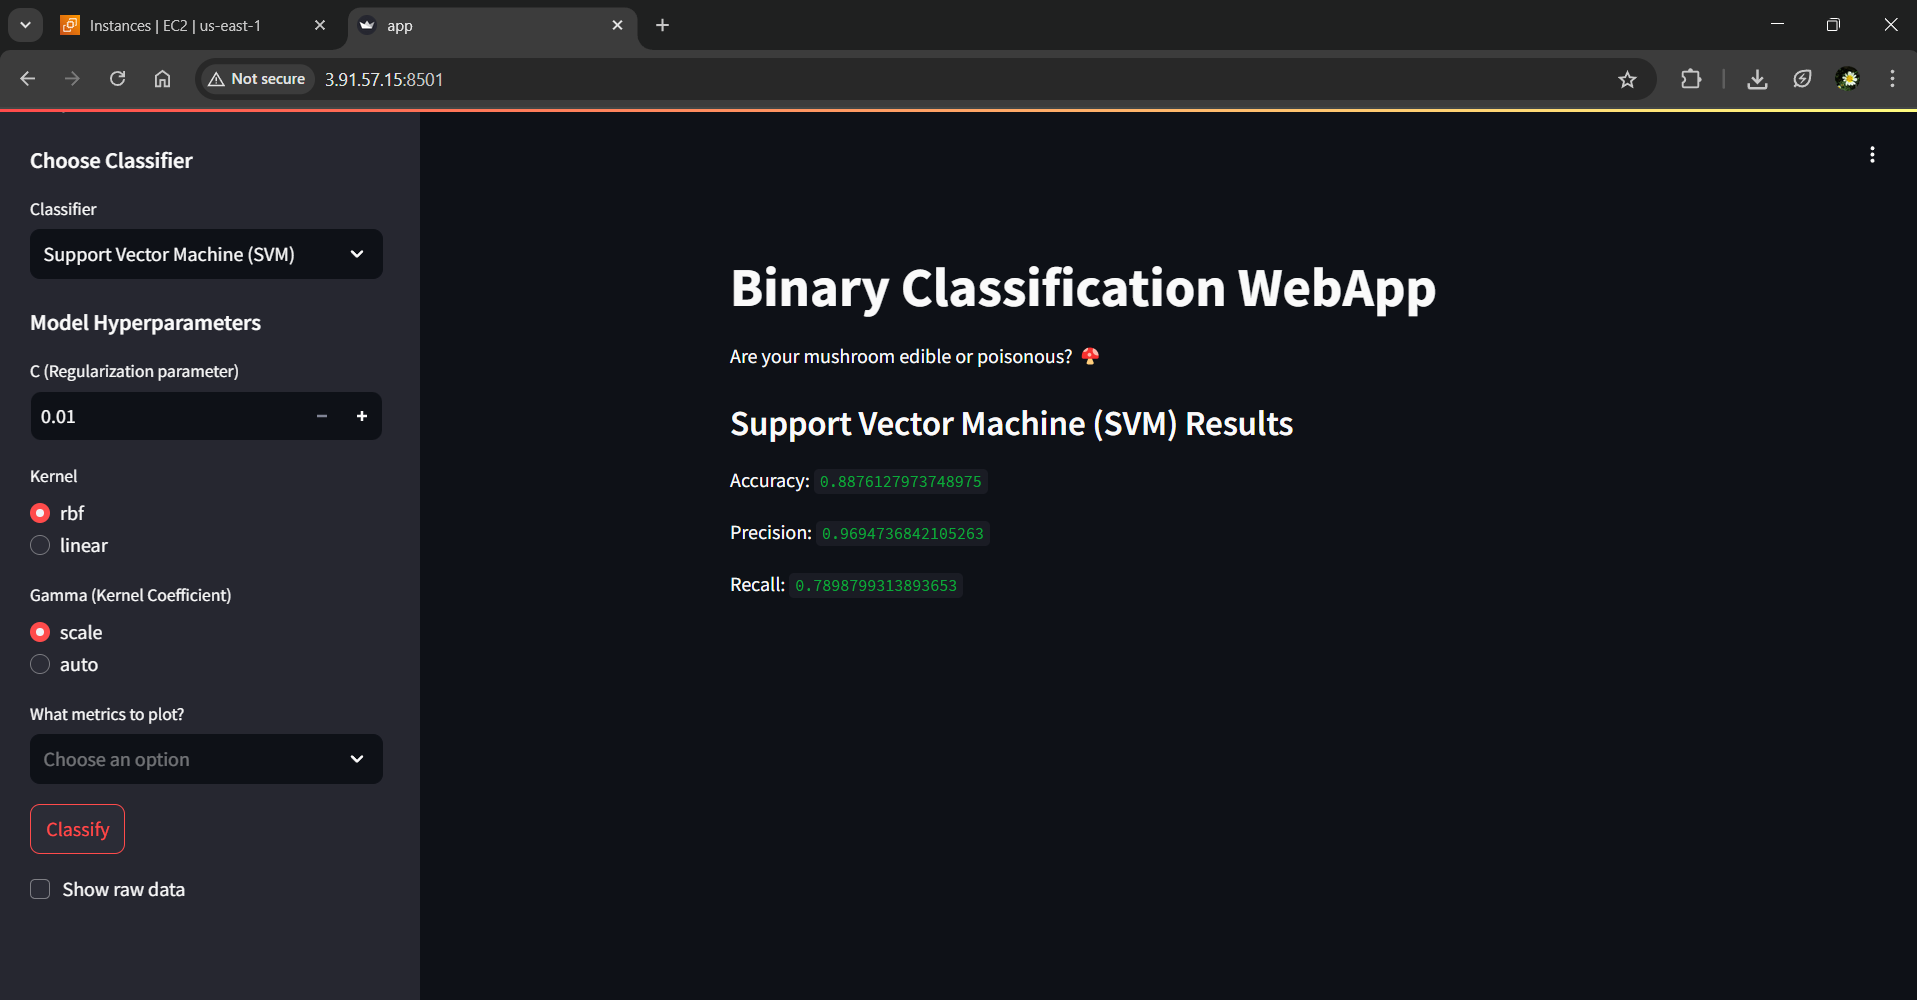 Instances | EC2 | us-east-1
app
Not secure
3.91.57.15:8501
Choose Classifier
Classifier
Support Vector Machine (SVM)
Model Hyperparameters
C (Regularization parameter)
0.01
Kernel
rbf
linear
Gamma (Kernel Coefficient)
scale
auto
What metrics to plot?
Choose an option
Classify
Show raw data
Binary Classification WebApp
Are your mushroom edible or poisonous? 🍄
Support Vector Machine (SVM) Results
Accuracy: 0.8876127973748975
Precision: 0.9694736842105263
Recall: 0.7898799313893653